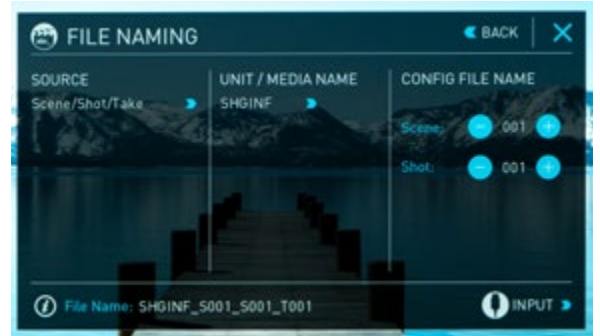 FILE NAMING
BACK
SOURCE
Scene/Shot/Take
UNIT / MEDIA NAME
SHGINF
CONFIG FILE NAME
Scene: - 001 +
Shot: - 001 +
i File Name: SHGINF_S001_S001_T001
INPUT